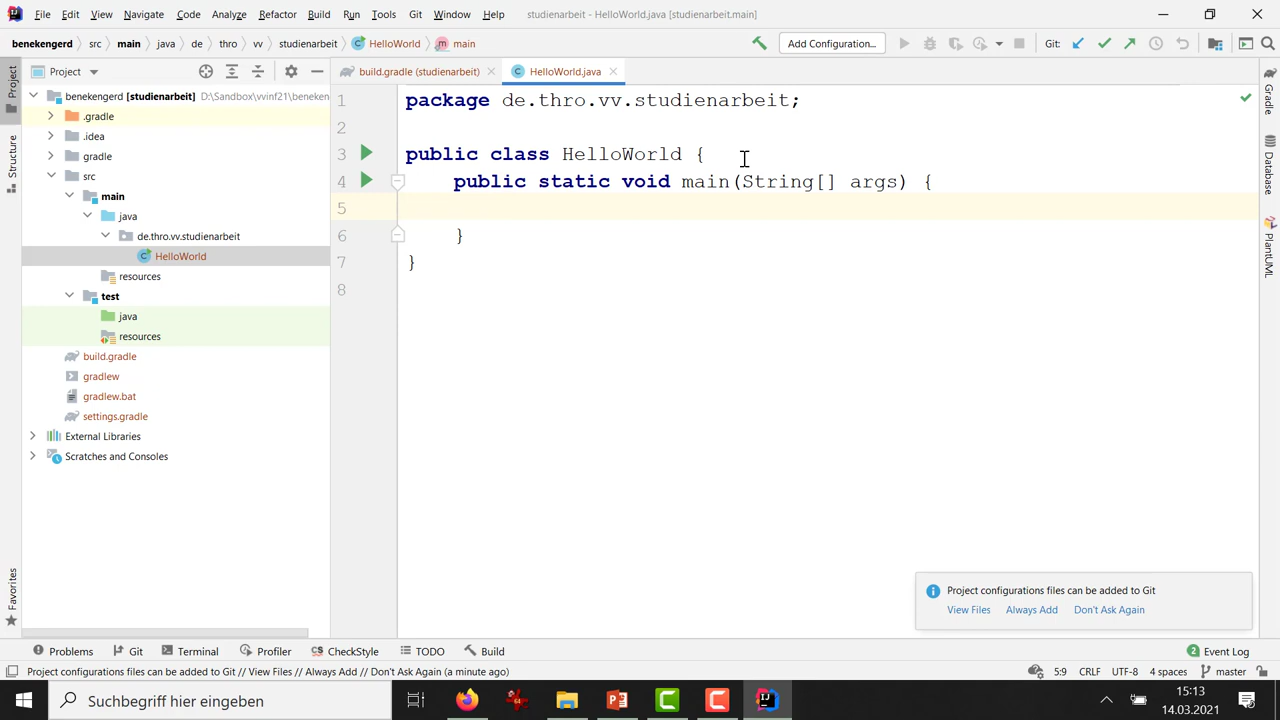 File Edit View Navigate Code Analyze Refactor Build Run Tools Git Window Help studienarbeit - HelloWorld.java [studienarbeit.main]
benekengerd src main java de thro vv studienarbeit HelloWorld main Add Configuration... Git:
Project
build.gradle (studienarbeit) HelloWorld.java
benekengerd [studienarbeit] D:\Sandbox\vvinf21\beneken
.gradle
.idea
gradle
src
main
java
de.thro.vv.studienarbeit
HelloWorld
resources
test
java
resources
build.gradle
gradlew
gradlew.bat
settings.gradle
External Libraries
Scratches and Consoles
Project
Structure
Favorites
1 package de.thro.vv.studienarbeit;
2
3 public class HelloWorld {
4 public static void main(String[] args) {
5
6 }
7 }
8
Gradle
Database
PlantUML
Project configurations files can be added to Git
View Files Always Add Don't Ask Again
Problems Git Terminal Profiler CheckStyle TODO Build 2 Event Log
Project configurations files can be added to Git // View Files // Always Add // Don't Ask Again (a minute ago) 5:9 CRLF UTF-8 4 spaces master
Suchbegriff hier eingeben
15:13
14.03.2021